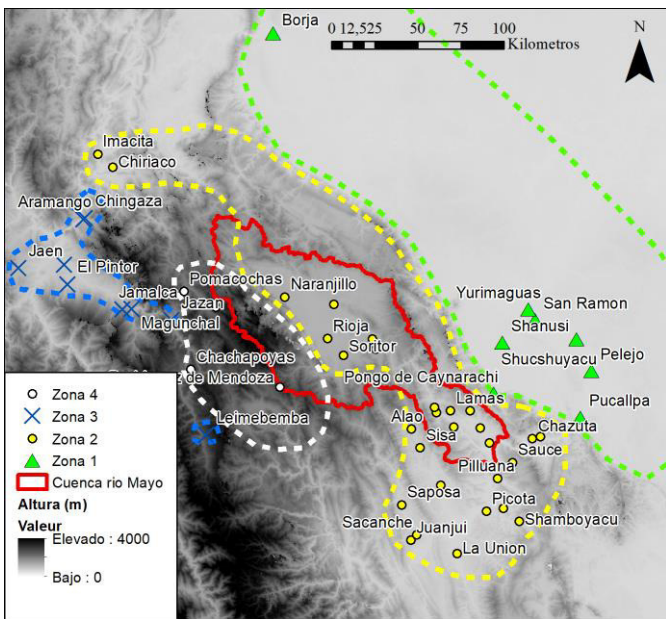 Borja
0 12,525 50 75 100
Kilometros
N
Imacita
Chiriaco
Aramango Chingaza
Jaen
El Pintor
Pomacochas
Naranjillo
Jamalca
Jazan
Magunchal
Yurimaguas
San Ramon
Shanusi
Rioja
Soritor
Shucshuyacu
Pelejo
Chachapoyas
z de Mendoza
Pongo de Caynarachi
Pucallpa
Leimebemba
Lamas
Alao
Sisa
Chazuta
Sauce
Pilluana
Saposa
Picota
Sacanche
Juanjui
Shamboyacu
La Union
Zona 4
Zona 3
Zona 2
Zona 1
Cuenca rio Mayo
Altura (m)
Valeur
Elevado : 4000
Bajo : 0